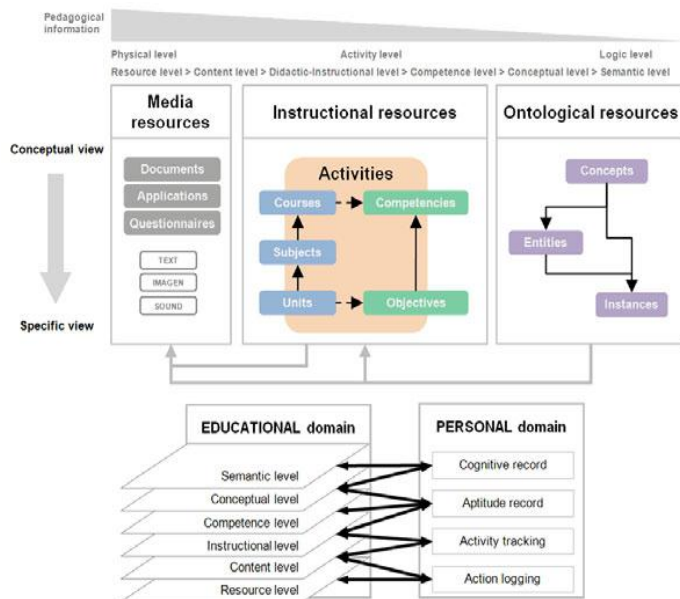 Pedagogical
information
Physical level
Activity level
Logic level
Resource level > Content level > Didactic-Instructional level > Competence level > Conceptual level > Semantic level
Media
resources
Instructional resources
Ontological resources
Conceptual view
Specific view
Documents
Applications
Questionnaires
TEXT
IMAGEN
SOUND
Activities
Courses
Competencies
Subjects
Units
Objectives
Concepts
Entities
Instances
EDUCATIONAL domain
Semantic level
Conceptual level
Competence level
Instructional level
Content level
Resource level
PERSONAL domain
Cognitive record
Aptitude record
Activity tracking
Action logging